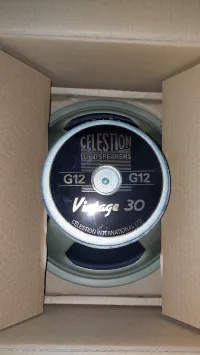 CELESTION
LOUDSPEAKERS
G12 G12
Vintage 30
CELESTION INTERNATIONAL LTD